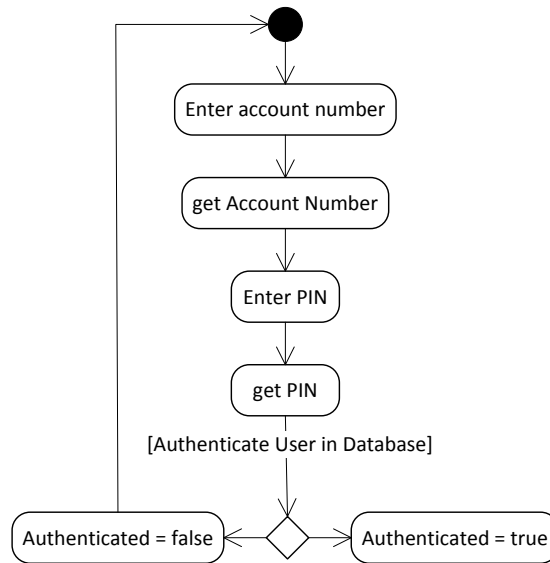 Enter account number
get Account Number
Enter PIN
get PIN
[Authenticate User in Database]
Authenticated = false
Authenticated = true